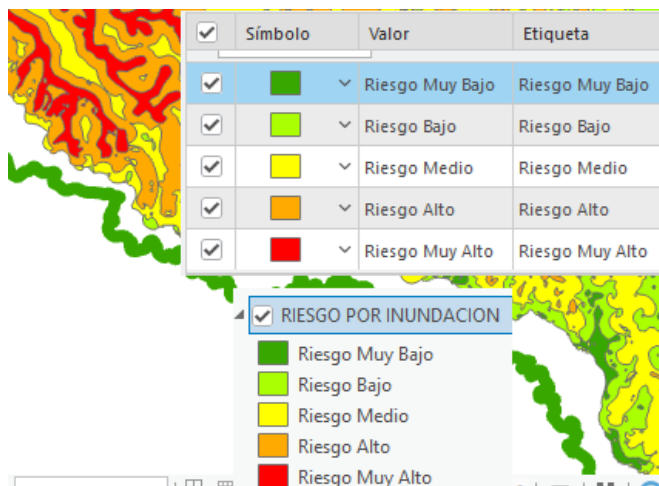 Símbolo Valor Etiqueta
Riesgo Muy Bajo Riesgo Muy Bajo
Riesgo Bajo Riesgo Bajo
Riesgo Medio Riesgo Medio
Riesgo Alto Riesgo Alto
Riesgo Muy Alto Riesgo Muy Alto
RIESGO POR INUNDACION
Riesgo Muy Bajo
Riesgo Bajo
Riesgo Medio
Riesgo Alto
Riesgo Muy Alto